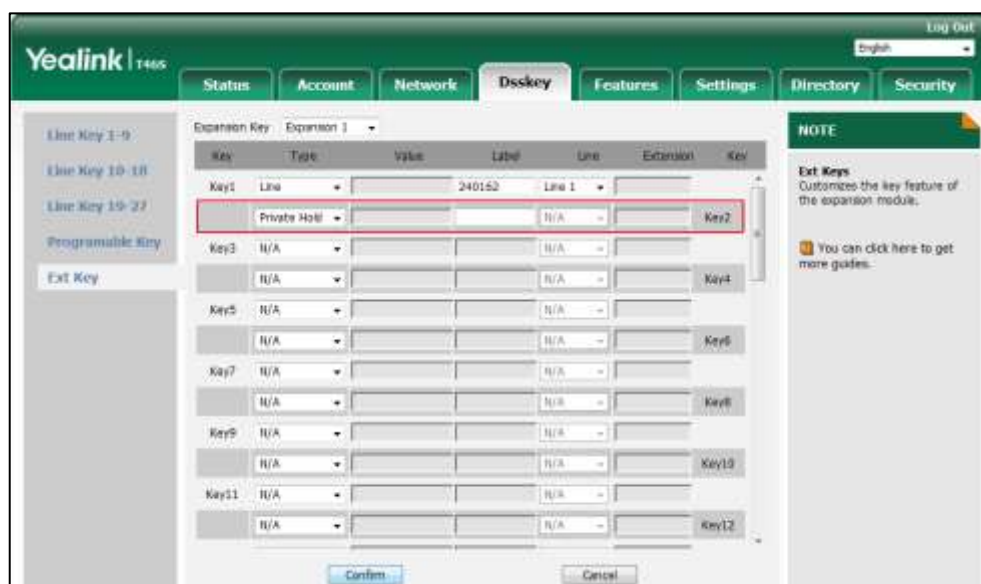 Log Out
English
Yealink T46S
Status Account Network Dsskey Features Settings Directory Security
Line Key 1-9
Line Key 10-18
Line Key 19-27
Programable Key
Ext Key
Expansion Key Expansion 1
Key Type Value Label Line Extension Key
Key1 Line 240162 Line 1
Private Hold N/A Key2
Key3 N/A N/A
N/A N/A Key4
Key5 N/A N/A
N/A N/A Key6
Key7 N/A N/A
N/A N/A Key8
Key9 N/A N/A
N/A N/A Key10
Key11 N/A N/A
N/A N/A Key12
Confirm Cancel
NOTE
Ext Keys
Customizes the key feature of
the expansion module.
You can click here to get
more guides.